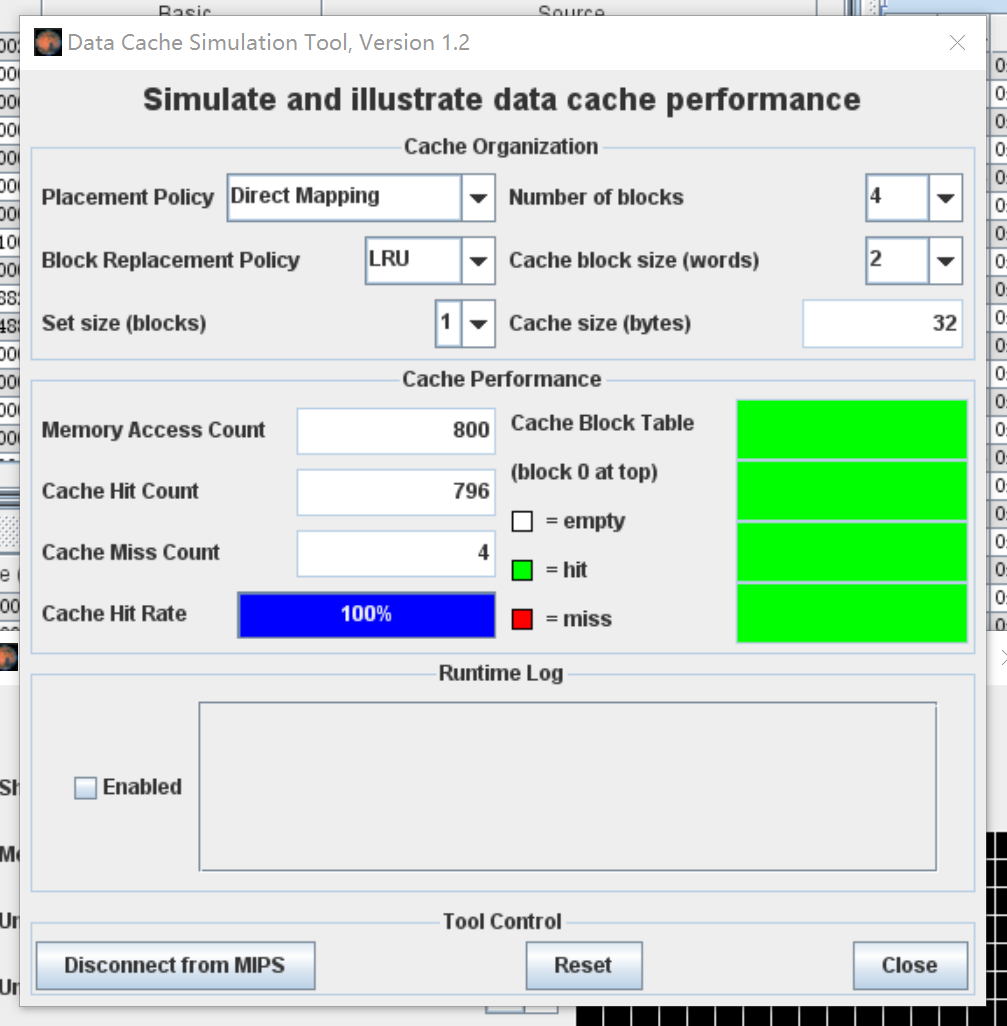 Basic Source
Data Cache Simulation Tool, Version 1.2
Simulate and illustrate data cache performance
Cache Organization
Placement Policy Direct Mapping Number of blocks 4
Block Replacement Policy LRU Cache block size (words) 2
Set size (blocks) 1 Cache size (bytes) 32
Cache Performance
Memory Access Count 800 Cache Block Table
(block 0 at top)
Cache Hit Count 796
= empty
Cache Miss Count 4
= hit
Cache Hit Rate 100%
= miss
Runtime Log
Enabled
Tool Control
Disconnect from MIPS Reset Close